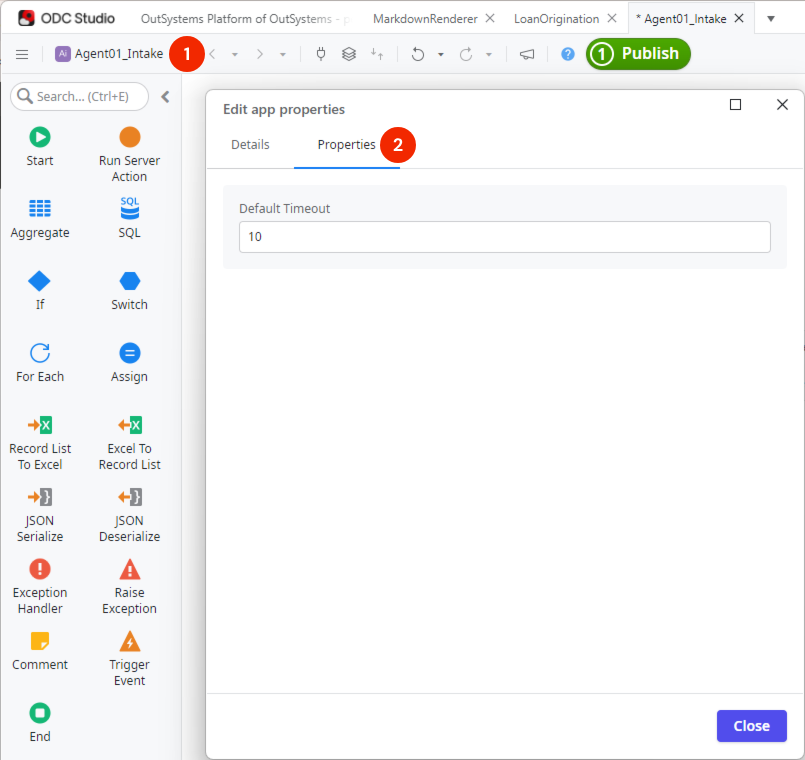 ODC Studio
OutSystems Platform of OutSystems - 
MarkdownRenderer
LoanOrigination
* Agent01_Intake
Ai Agent01_Intake
1
?
1 Publish
Search... (Ctrl+E)
Start
Run Server
Action
Aggregate
SQL
SQL
If
Switch
For Each
Assign
Record List
To Excel
Excel To
Record List
JSON
Serialize
JSON
Deserialize
Exception
Handler
Raise
Exception
Comment
Trigger
Event
End
Edit app properties
Details
Properties
2
Default Timeout
10
Close